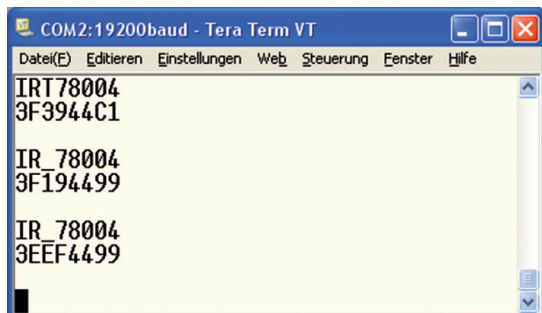 COM2:19200baud - Tera Term VT
Datei(F) Editieren Einstellungen Web Steuerung Fenster Hilfe
IRT78004
3F3944C1
IR_78004
3F194499
IR_78004
3EEF4499